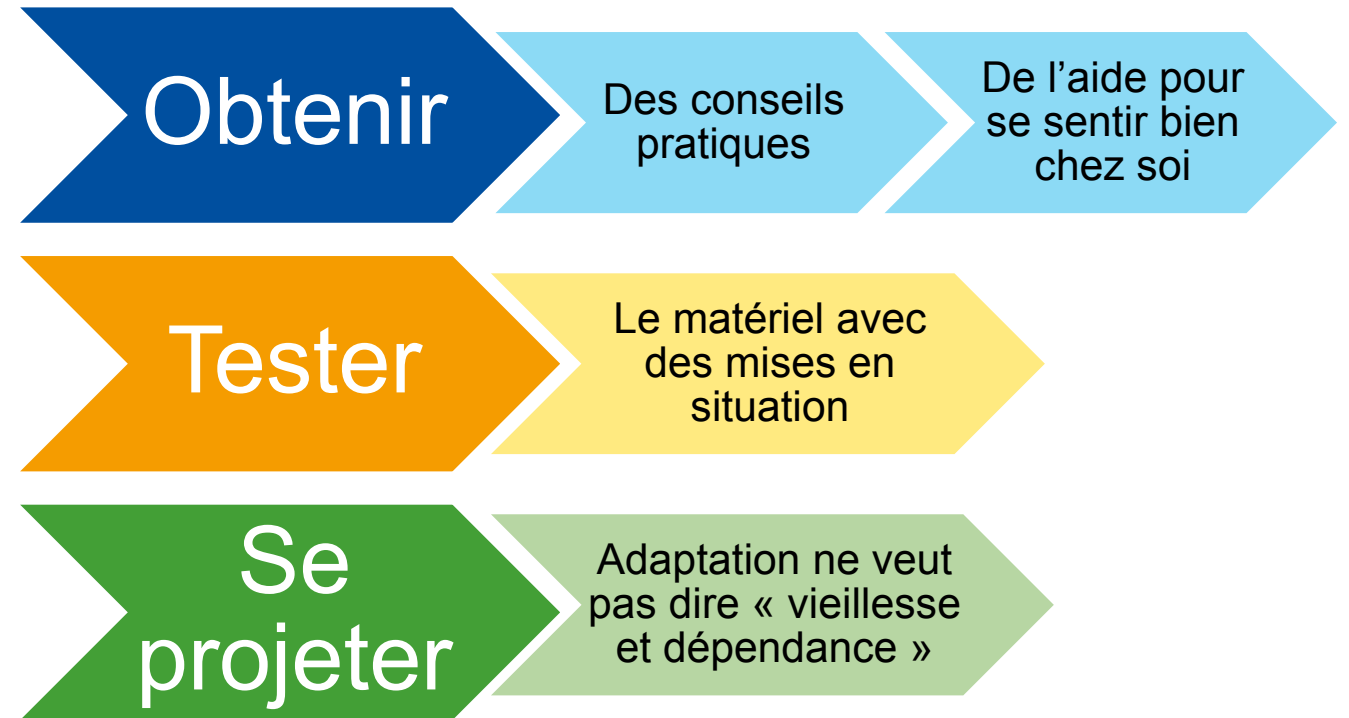 Obtenir
Des conseils
pratiques
De l’aide pour
se sentir bien
chez soi
Tester
Le matériel avec
des mises en
situation
Se
projeter
Adaptation ne veut
pas dire « vieillesse
et dépendance »